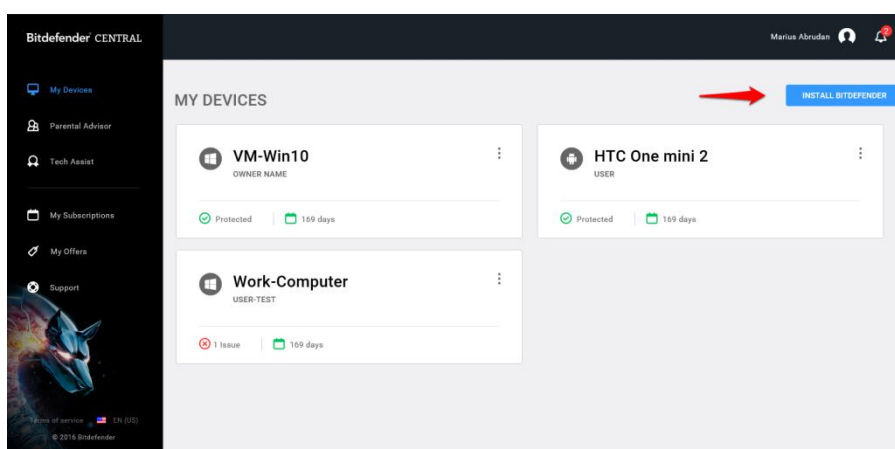 Bitdefender CENTRAL
Marius Abrudan
2
My Devices
Parental Advisor
Tech Assist
My Subscriptions
My Offers
Support
Terms of service EN (US)
© 2016 Bitdefender
MY DEVICES
INSTALL BITDEFENDER
VM-Win10
OWNER NAME
Protected 169 days
HTC One mini 2
USER
Protected 169 days
Work-Computer
USER-TEST
1 Issue 169 days